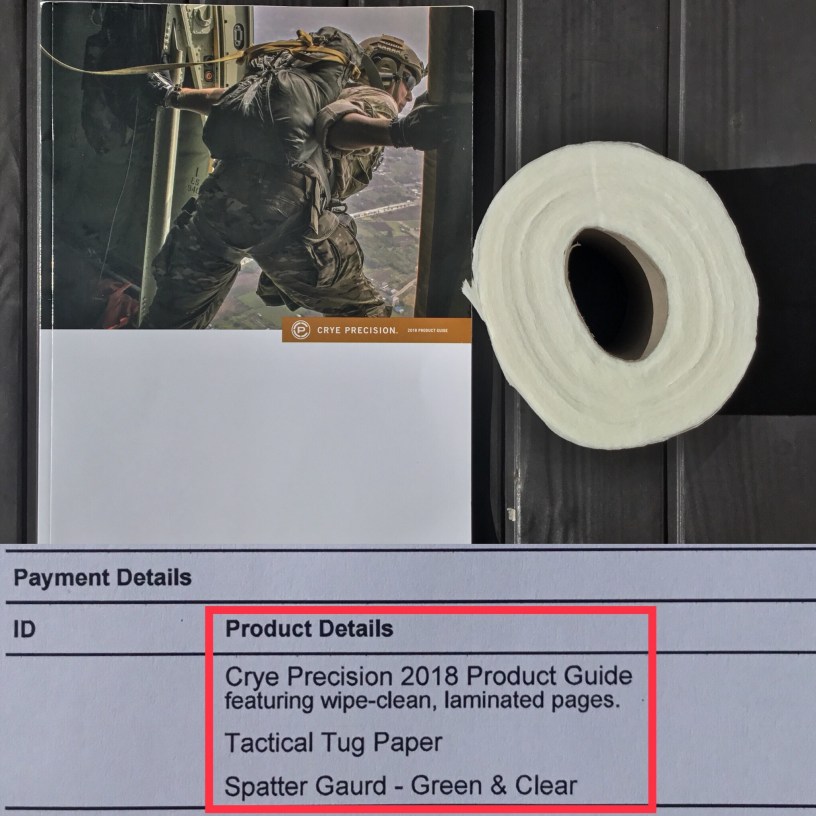 CRYE PRECISION. 2018 PRODUCT GUIDE
Payment Details
ID Product Details
Crye Precision 2018 Product Guide
featuring wipe-clean, laminated pages.
Tactical Tug Paper
Spatter Gaurd - Green & Clear